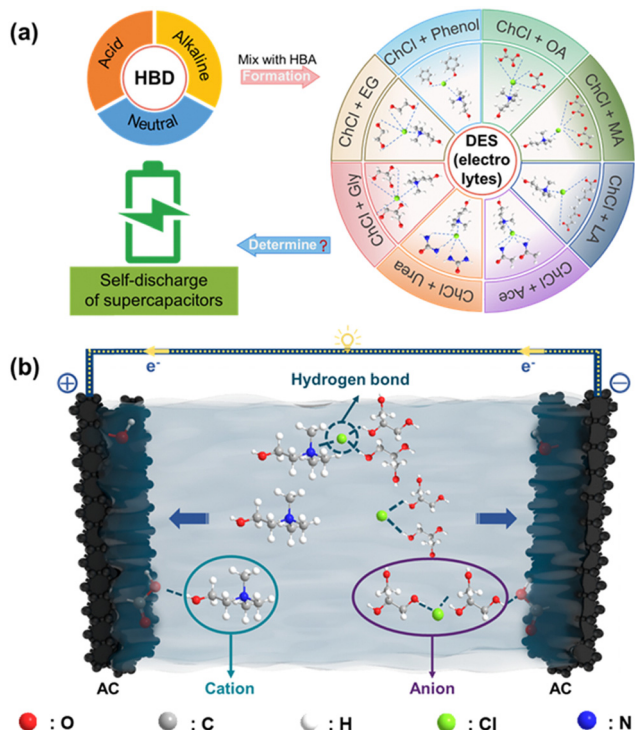 (a)
Acid
Alkaline
HBD
Neutral
Mix with HBA
Formation
ChCl + Phenol
ChCl + OA
ChCl + MA
ChCl + LA
ChCl + Ace
ChCl + Urea
ChCl + Gly
ChCl + EG
DES
(electro
lytes)
Determine ?
Self-discharge
of supercapacitors
(b)
e-
e-
+
Hydrogen bond
−
AC
Cation
Anion
AC
: O
: C
: H
: Cl
: N